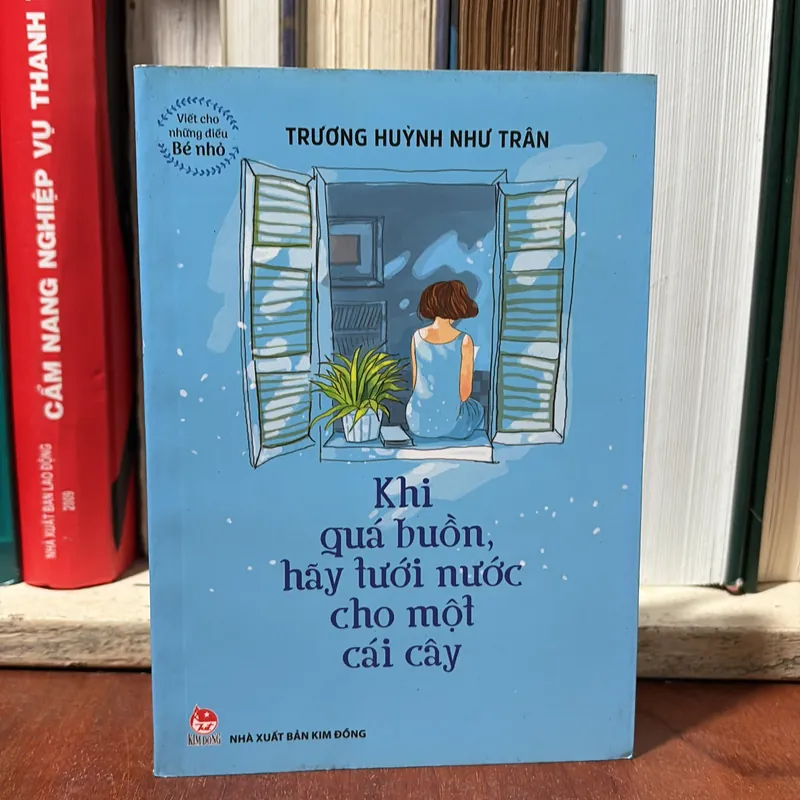 CẨM NANG NGHIỆP VỤ THANH
NHÀ XUẤT BẢN LAO ĐỘNG
2009
Viết cho
những điều
Bé nhỏ
TRƯƠNG HUỲNH NHƯ TRÂN
Khi
quá buồn,
hãy tưới nước
cho một
cái cây
KIM ĐỒNG
NHÀ XUẤT BẢN KIM ĐỒNG